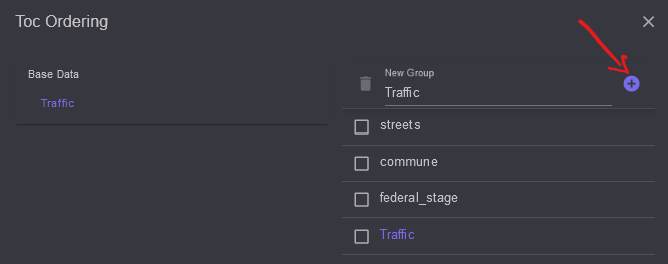 Toc Ordering
Base Data
Traffic
New Group
Traffic
streets
commune
federal_stage
Traffic